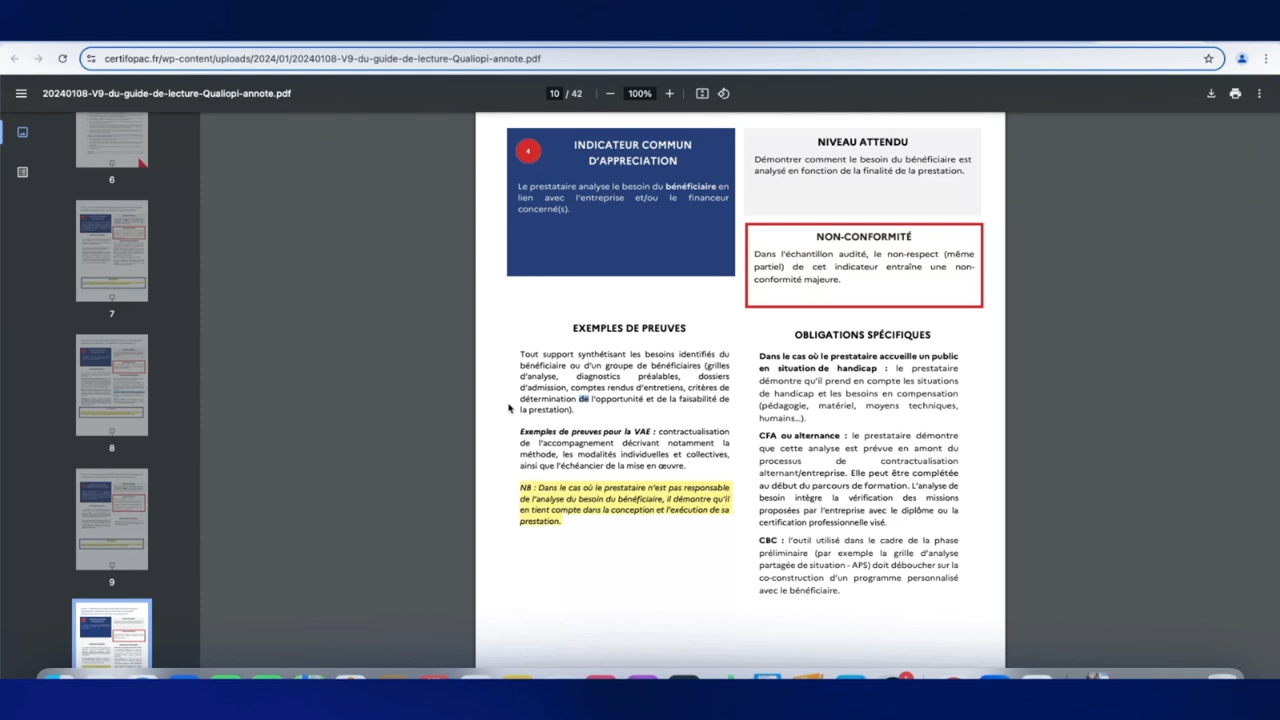 certifopac.fr/wp-content/uploads/2024/01/20240108-V9-du-guide-de-lecture-Qualiopi-annote.pdf
20240108-V9-du-guide-de-lecture-Qualiopi-annote.pdf
10 / 42
100%
6
7
8
9
4
INDICATEUR COMMUN
D'APPRECIATION
Le prestataire analyse le besoin du bénéficiaire en
lien avec l'entreprise et/ou le financeur
concerné(s).
NIVEAU ATTENDU
Démontrer comment le besoin du bénéficiaire est
analysé en fonction de la finalité de la prestation.
NON-CONFORMITÉ
Dans l'échantillon audité, le non-respect (même
partiel) de cet indicateur entraîne une non-
conformité majeure.
EXEMPLES DE PREUVES
Tout support synthétisant les besoins identifiés du
bénéficiaire ou d'un groupe de bénéficiaires (grilles
d'analyse, diagnostics préalables, dossiers
d'admission, comptes rendus d'entretiens, critères de
détermination de l'opportunité et de la faisabilité de
la prestation).
Exemples de preuves pour la VAE : contractualisation
de l'accompagnement décrivant notamment la
méthode, les modalités individuelles et collectives,
ainsi que l'échéancier de la mise en œuvre.
NB : Dans le cas où le prestataire n'est pas responsable
de l'analyse du besoin du bénéficiaire, il démontre qu'il
en tient compte dans la conception et l'exécution de sa
prestation.
OBLIGATIONS SPÉCIFIQUES
Dans le cas où le prestataire accueille un public
en situation de handicap : le prestataire
démontre qu'il prend en compte les situations
de handicap et les besoins en compensation
(pédagogie, matériel, moyens techniques,
humains...).
CFA ou alternance : le prestataire démontre
que cette analyse est prévue en amont du
processus de contractualisation
alternant/entreprise. Elle peut être complétée
au début du parcours de formation. L'analyse de
besoin intègre la vérification des missions
proposées par l'entreprise avec le diplôme ou la
certification professionnelle visé.
CBC : l'outil utilisé dans le cadre de la phase
préliminaire (par exemple la grille d'analyse
partagée de situation - APS) doit déboucher sur la
co-construction d'un programme personnalisé
avec le bénéficiaire.